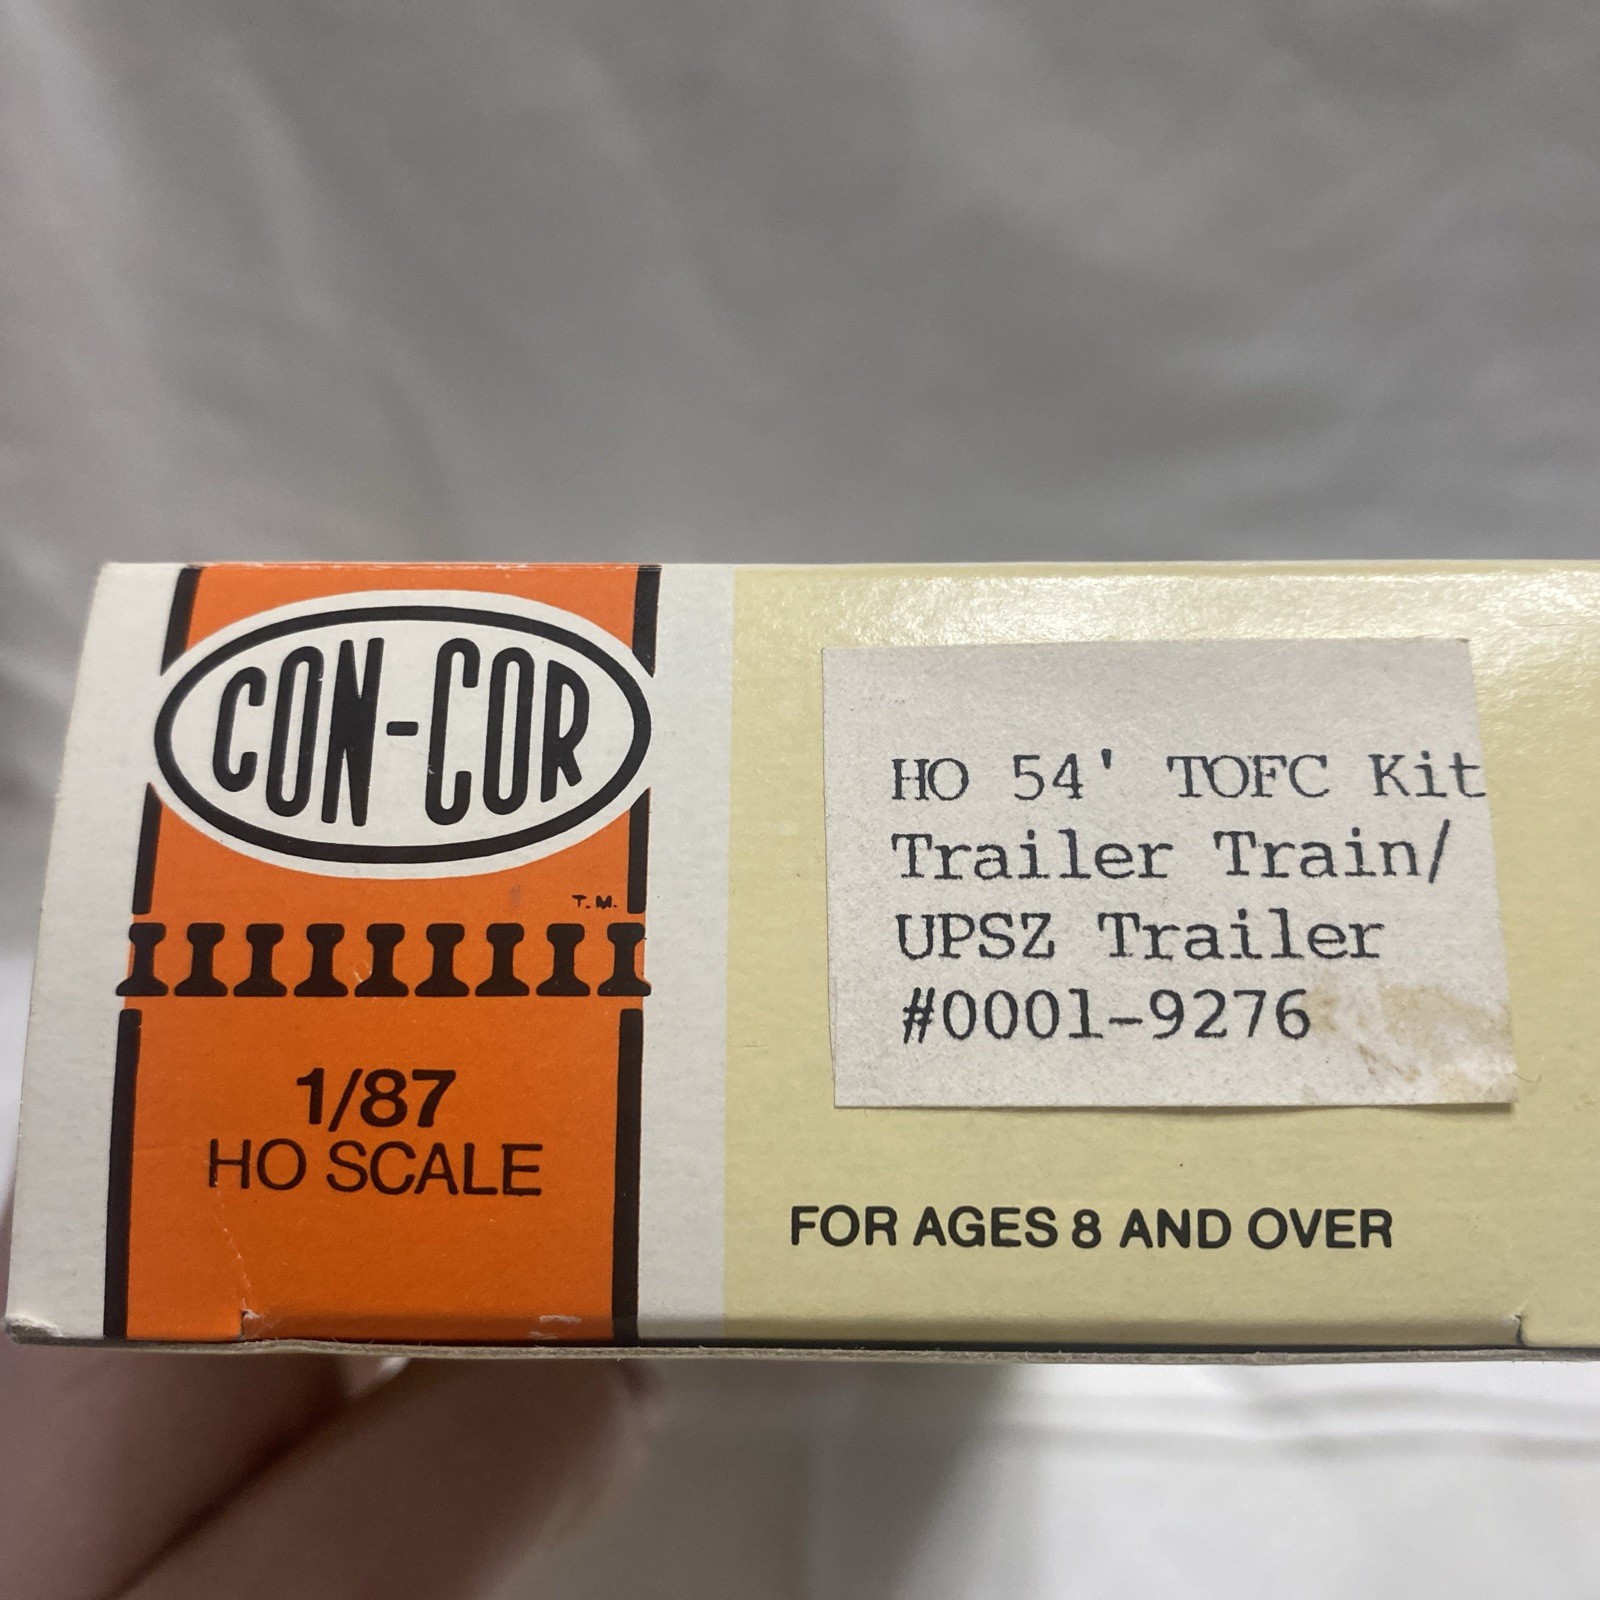 CON-COR
T.M.
1/87
HO SCALE
HO 54' TOFC Kit
Trailer Train/
UPSZ Trailer
#0001-9276
FOR AGES 8 AND OVER